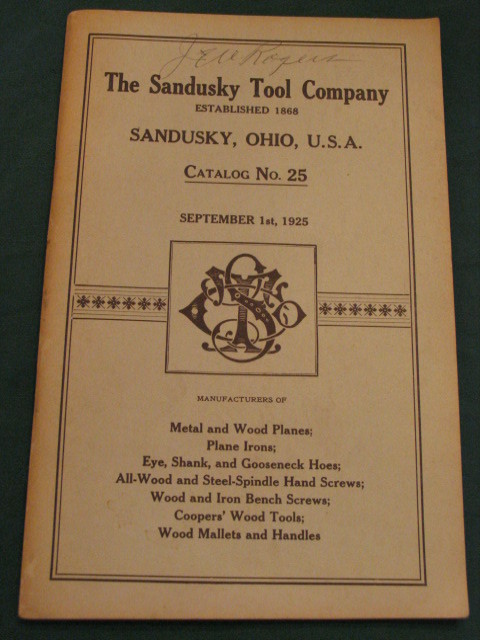 J E W Rogers
The Sandusky Tool Company
ESTABLISHED 1868
SANDUSKY, OHIO, U.S.A.
CATALOG NO. 25
SEPTEMBER 1st, 1925
MANUFACTURERS OF
Metal and Wood Planes;
Plane Irons;
Eye, Shank, and Gooseneck Hoes;
All-Wood and Steel-Spindle Hand Screws;
Wood and Iron Bench Screws;
Coopers' Wood Tools;
Wood Mallets and Handles